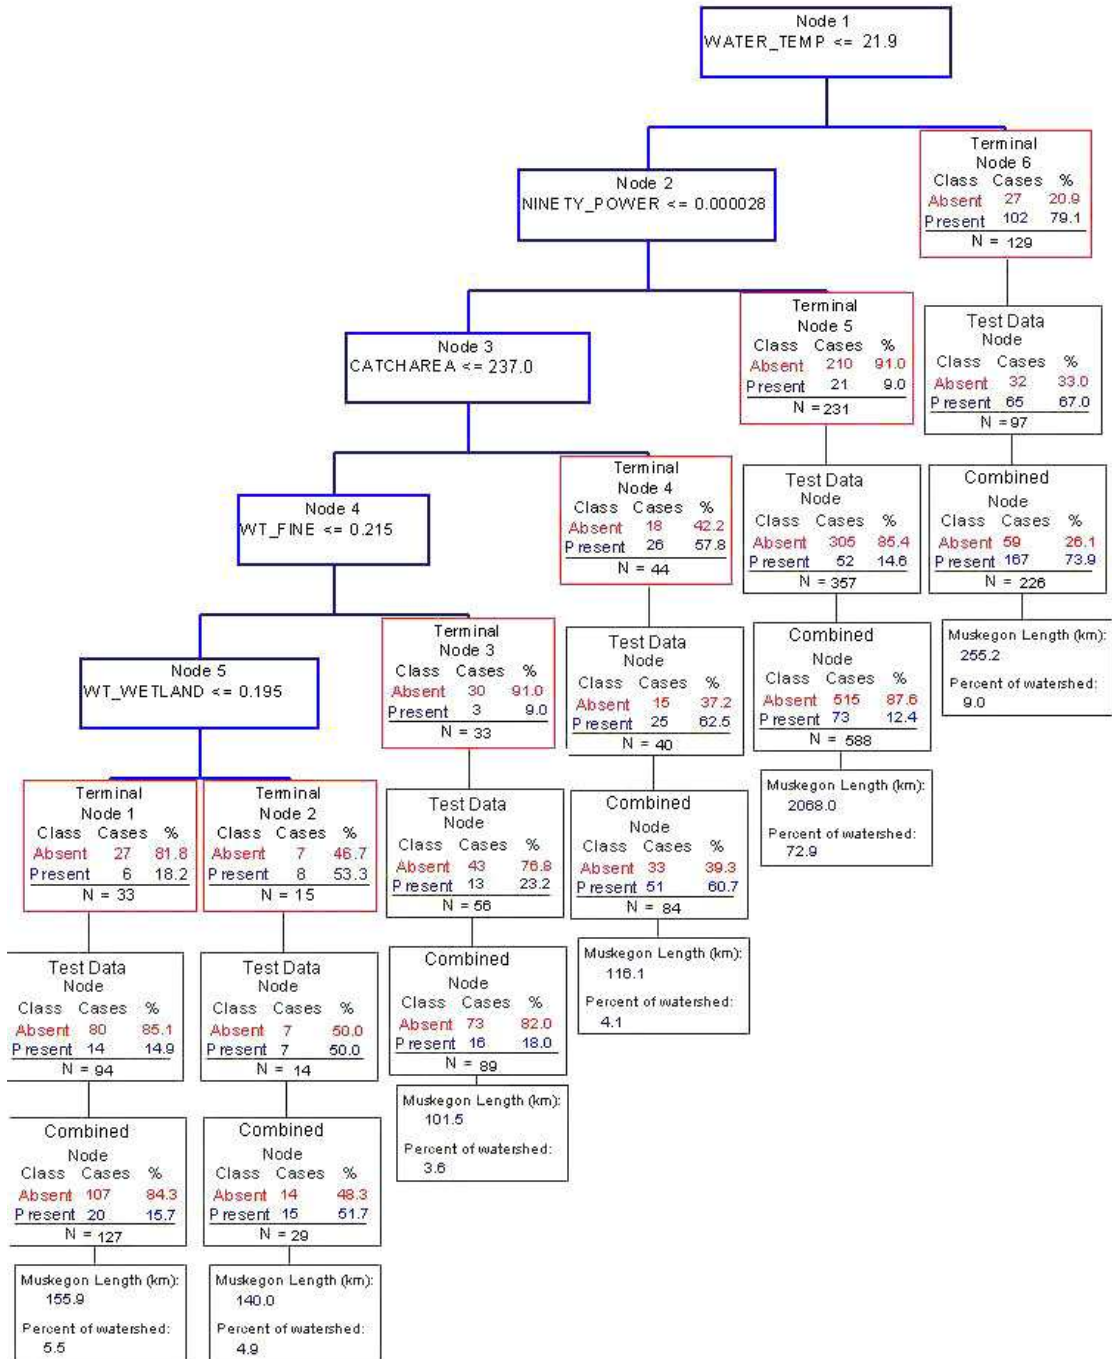 Node 1
WATER_TEMP <= 21.9
Terminal
Node 6
Class Cases %
Absent 27 20.9
Present 102 79.1
N = 129
Node 2
NINETY_POWER <= 0.000028
Terminal
Node 5
Class Cases %
Absent 210 91.0
Present 21 9.0
N = 231
Test Data
Node
Class Cases %
Absent 32 33.0
Present 65 67.0
N = 97
Node 3
CATCHAREA <= 237.0
Terminal
Node 4
Class Cases %
Absent 18 42.2
Present 26 57.8
N = 44
Test Data
Node
Class Cases %
Absent 305 85.4
Present 52 14.6
N = 357
Combined
Node
Class Cases %
Absent 59 26.1
Present 167 73.9
N = 226
Node 4
WT_FINE <= 0.215
Terminal
Node 3
Class Cases %
Absent 30 91.0
Present 3 9.0
N = 33
Test Data
Node
Class Cases %
Absent 15 37.2
Present 25 62.5
N = 40
Combined
Node
Class Cases %
Absent 515 87.6
Present 73 12.4
N = 588
Muskegon Length (km):
255.2
Percent of watershed:
9.0
Node 5
WT_WETLAND <= 0.195
Terminal
Node 1
Class Cases %
Absent 27 81.8
Present 6 18.2
N = 33
Terminal
Node 2
Class Cases %
Absent 7 46.7
Present 8 53.3
N = 15
Test Data
Node
Class Cases %
Absent 43 76.8
Present 13 23.2
N = 56
Combined
Node
Class Cases %
Absent 33 39.3
Present 51 60.7
N = 84
Muskegon Length (km):
2068.0
Percent of watershed:
72.9
Test Data
Node
Class Cases %
Absent 80 85.1
Present 14 14.9
N = 94
Test Data
Node
Class Cases %
Absent 7 50.0
Present 7 50.0
N = 14
Combined
Node
Class Cases %
Absent 73 82.0
Present 16 18.0
N = 89
Muskegon Length (km):
116.1
Percent of watershed:
4.1
Combined
Node
Class Cases %
Absent 107 84.3
Present 20 15.7
N = 127
Combined
Node
Class Cases %
Absent 14 48.3
Present 15 51.7
N = 29
Muskegon Length (km):
101.5
Percent of watershed:
3.6
Muskegon Length (km):
155.9
Percent of watershed:
5.5
Muskegon Length (km):
140.0
Percent of watershed:
4.9